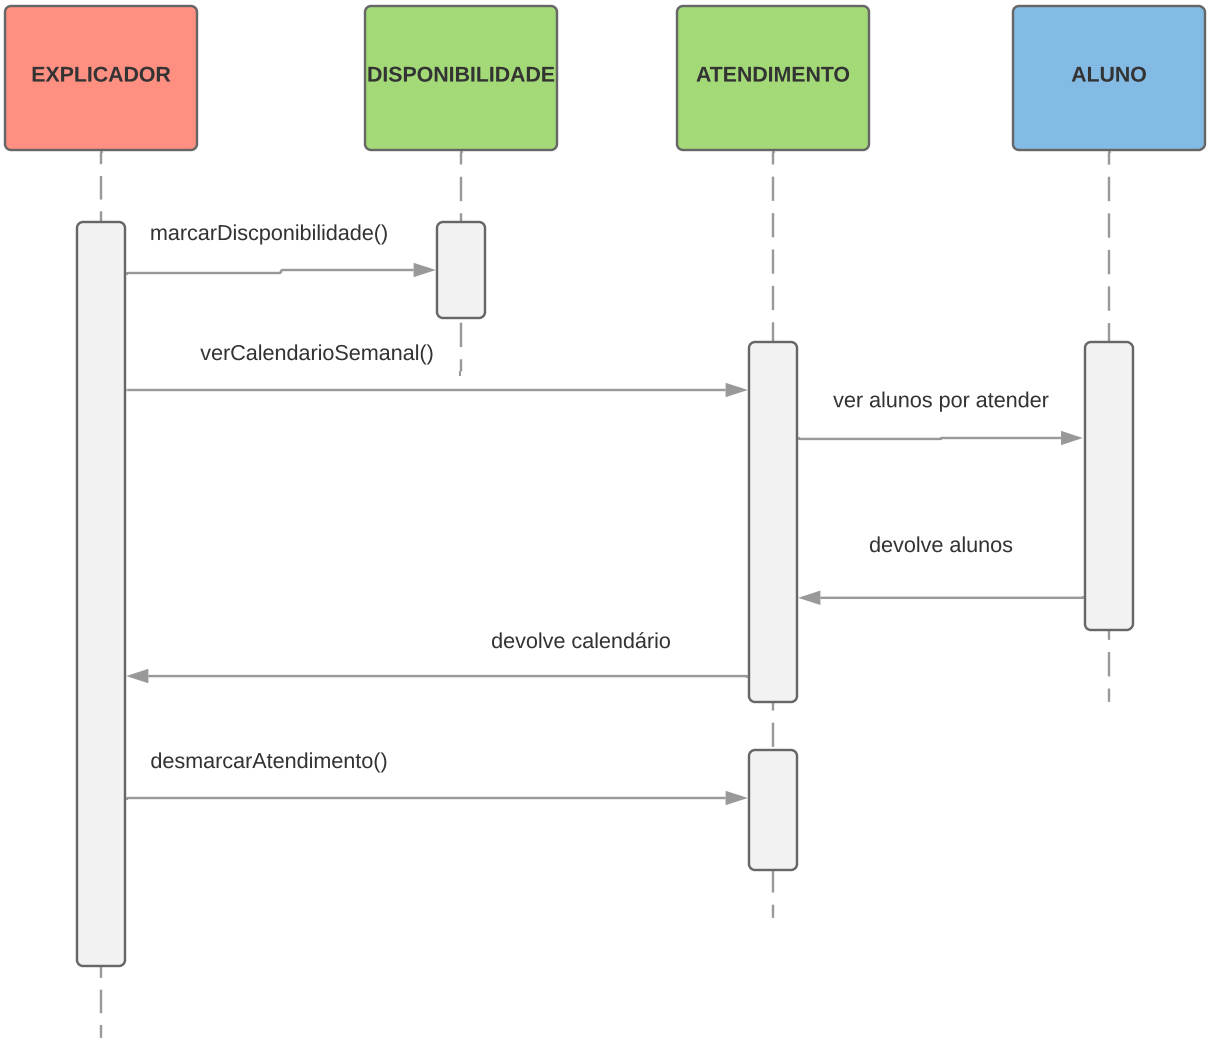 EXPLICADOR
DISPONIBILIDADE
ATENDIMENTO
ALUNO
marcarDiscponibilidade()
verCalendarioSemanal()
ver alunos por atender
devolve alunos
devolve calendário
desmarcarAtendimento()